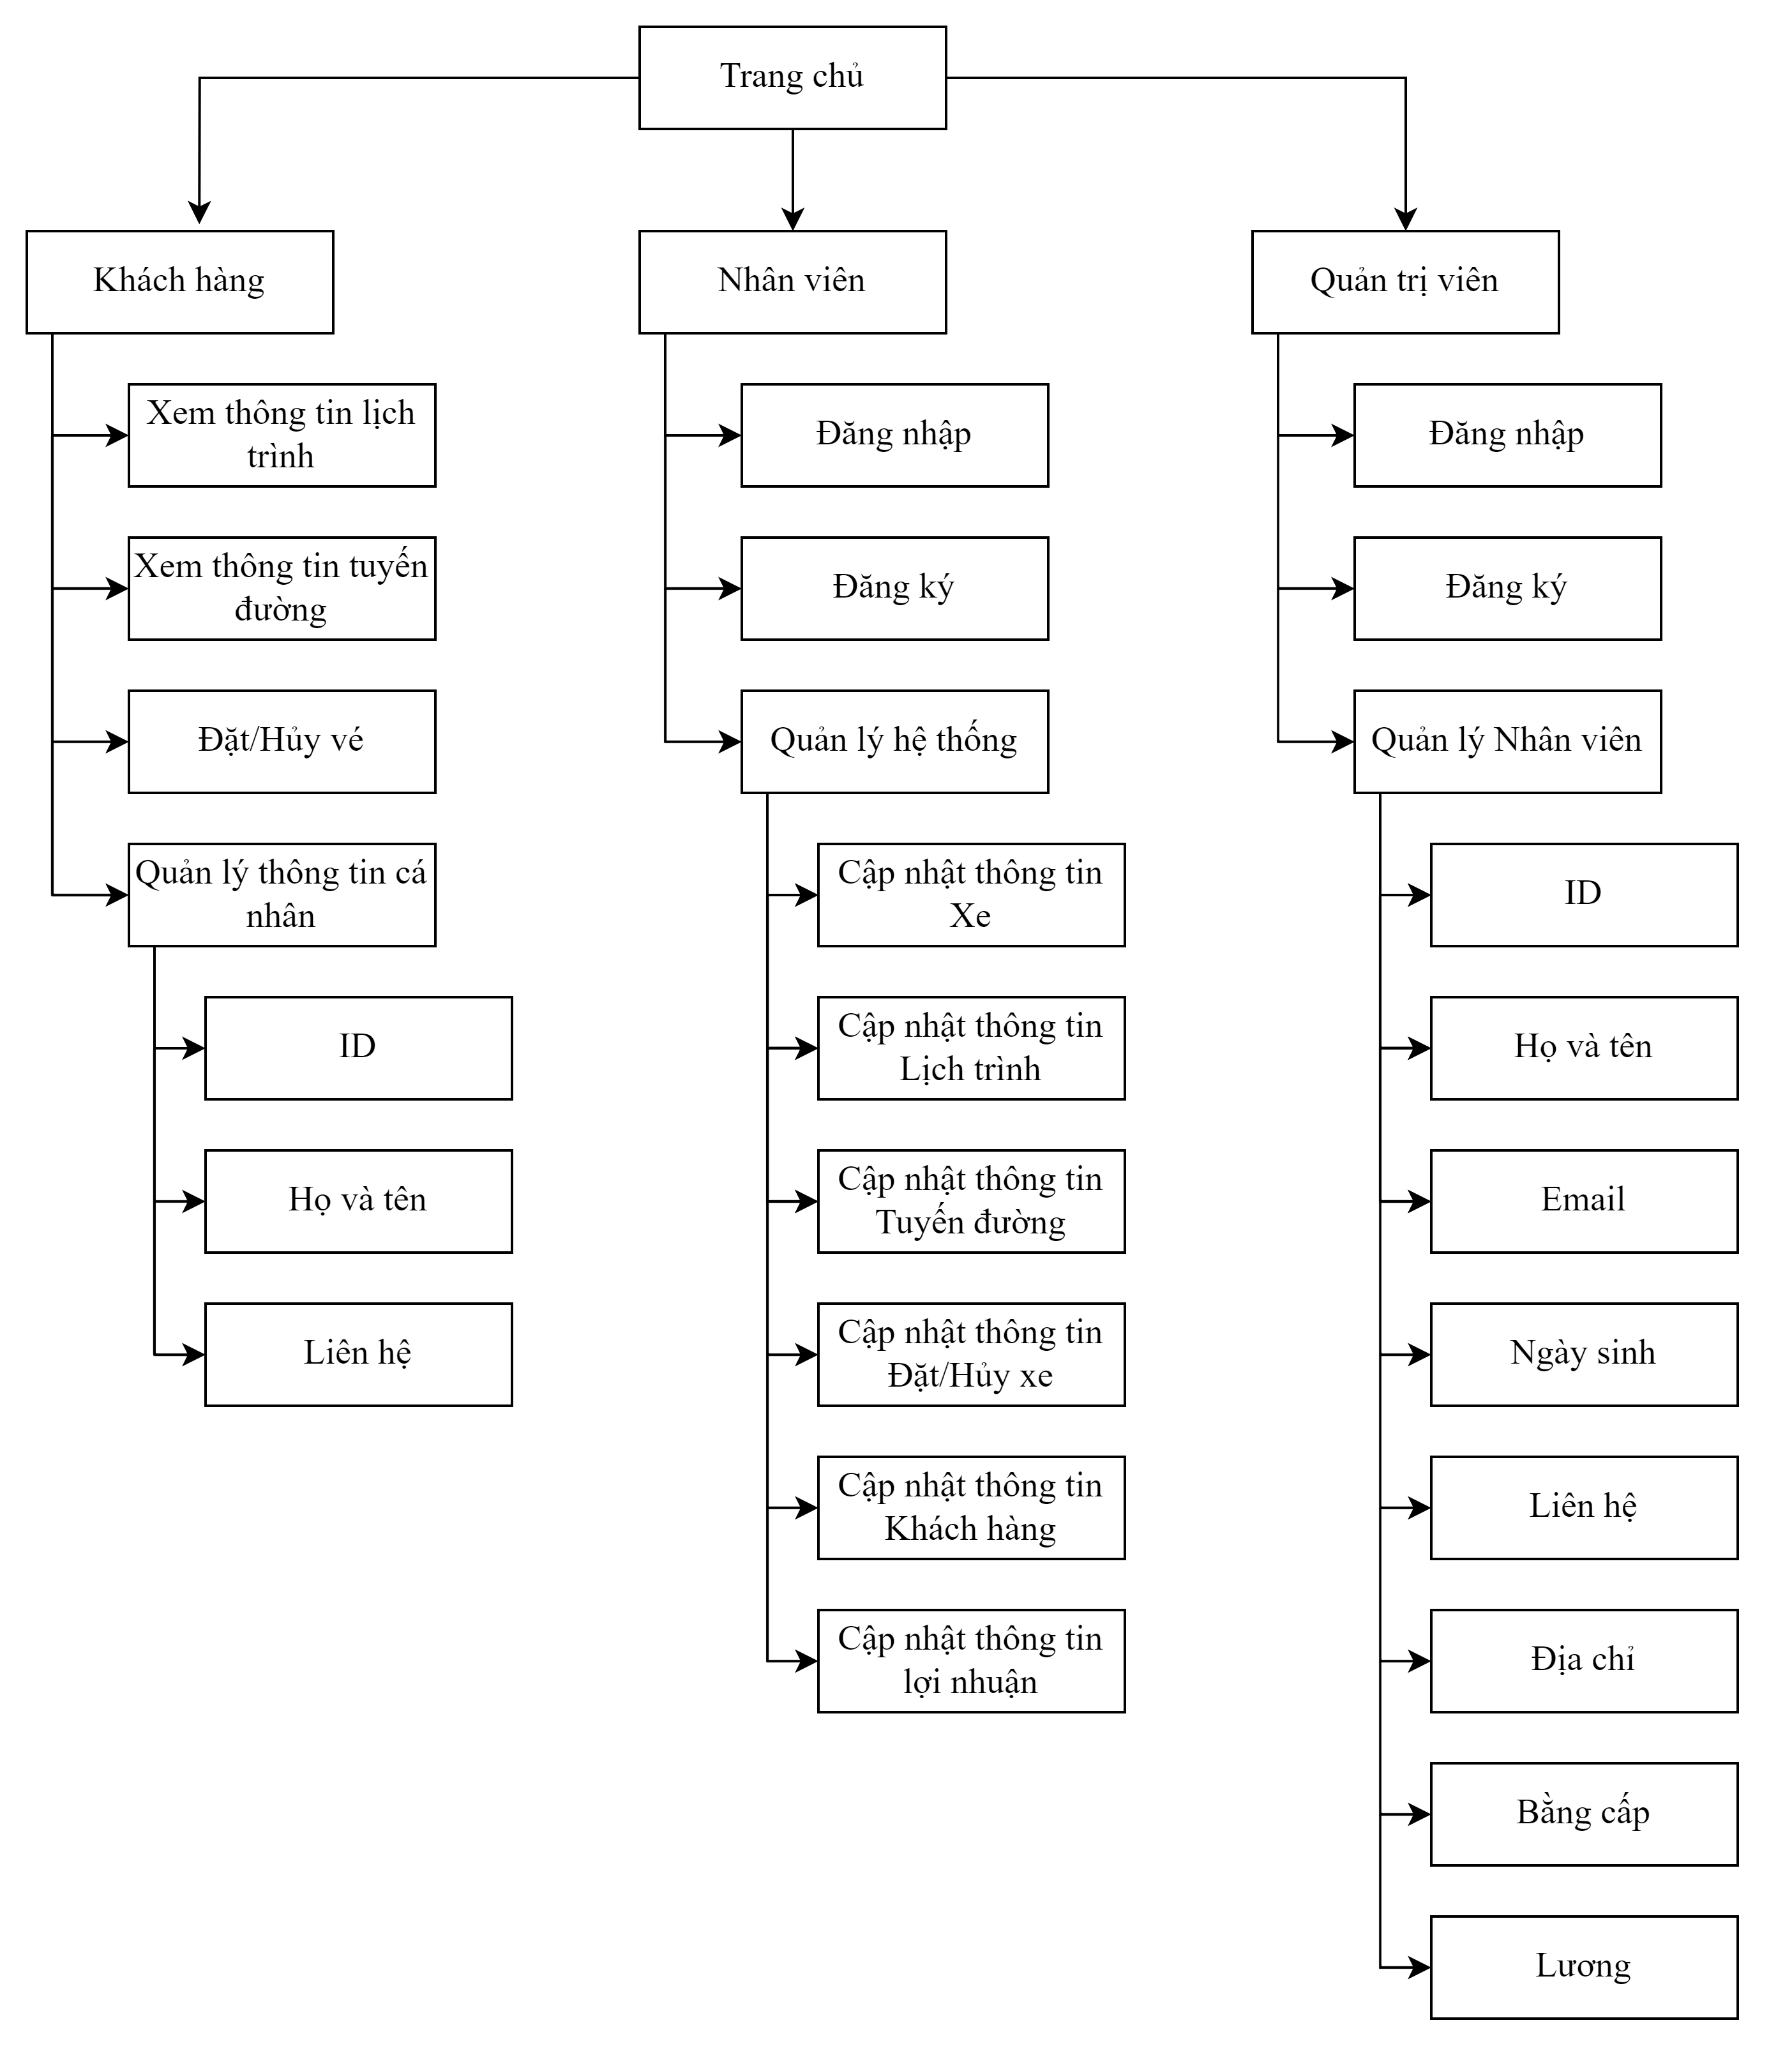 Trang chủ
Khách hàng
Xem thông tin lịch
trình
Xem thông tin tuyến
đường
Đặt/Hủy vé
Quản lý thông tin cá
nhân
ID
Họ và tên
Liên hệ
Nhân viên
Đăng nhập
Đăng ký
Quản lý hệ thống
Cập nhật thông tin
Xe
Cập nhật thông tin
Lịch trình
Cập nhật thông tin
Tuyến đường
Cập nhật thông tin
Đặt/Hủy xe
Cập nhật thông tin
Khách hàng
Cập nhật thông tin
lợi nhuận
Quản trị viên
Đăng nhập
Đăng ký
Quản lý Nhân viên
ID
Họ và tên
Email
Ngày sinh
Liên hệ
Địa chỉ
Bằng cấp
Lương